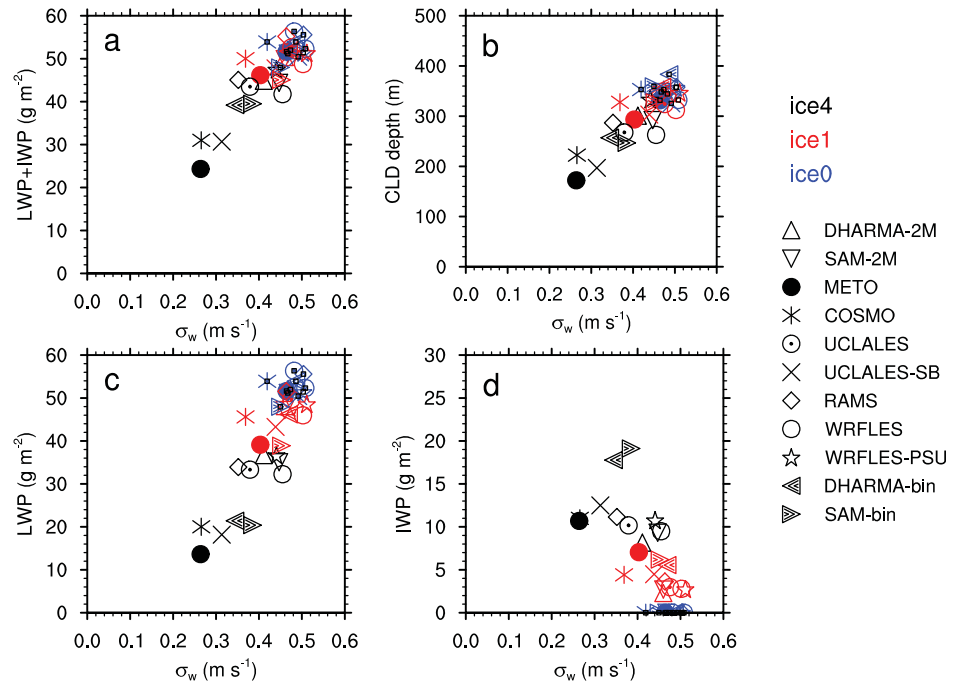 a
60
50
40
30
20
10
0
LWP+IWP (g m⁻²)
0.0 0.1 0.2 0.3 0.4 0.5 0.6
σw (m s⁻¹)
b
500
400
300
200
100
0
CLD depth (m)
0.0 0.1 0.2 0.3 0.4 0.5 0.6
σw (m s⁻¹)
c
60
50
40
30
20
10
0
LWP (g m⁻²)
0.0 0.1 0.2 0.3 0.4 0.5 0.6
σw (m s⁻¹)
d
30
25
20
15
10
5
0
IWP (g m⁻²)
0.0 0.1 0.2 0.3 0.4 0.5 0.6
σw (m s⁻¹)
ice4
ice1
ice0
DHARMA-2M
SAM-2M
METO
COSMO
UCLALES
UCLALES-SB
RAMS
WRFLES
WRFLES-PSU
DHARMA-bin
SAM-bin